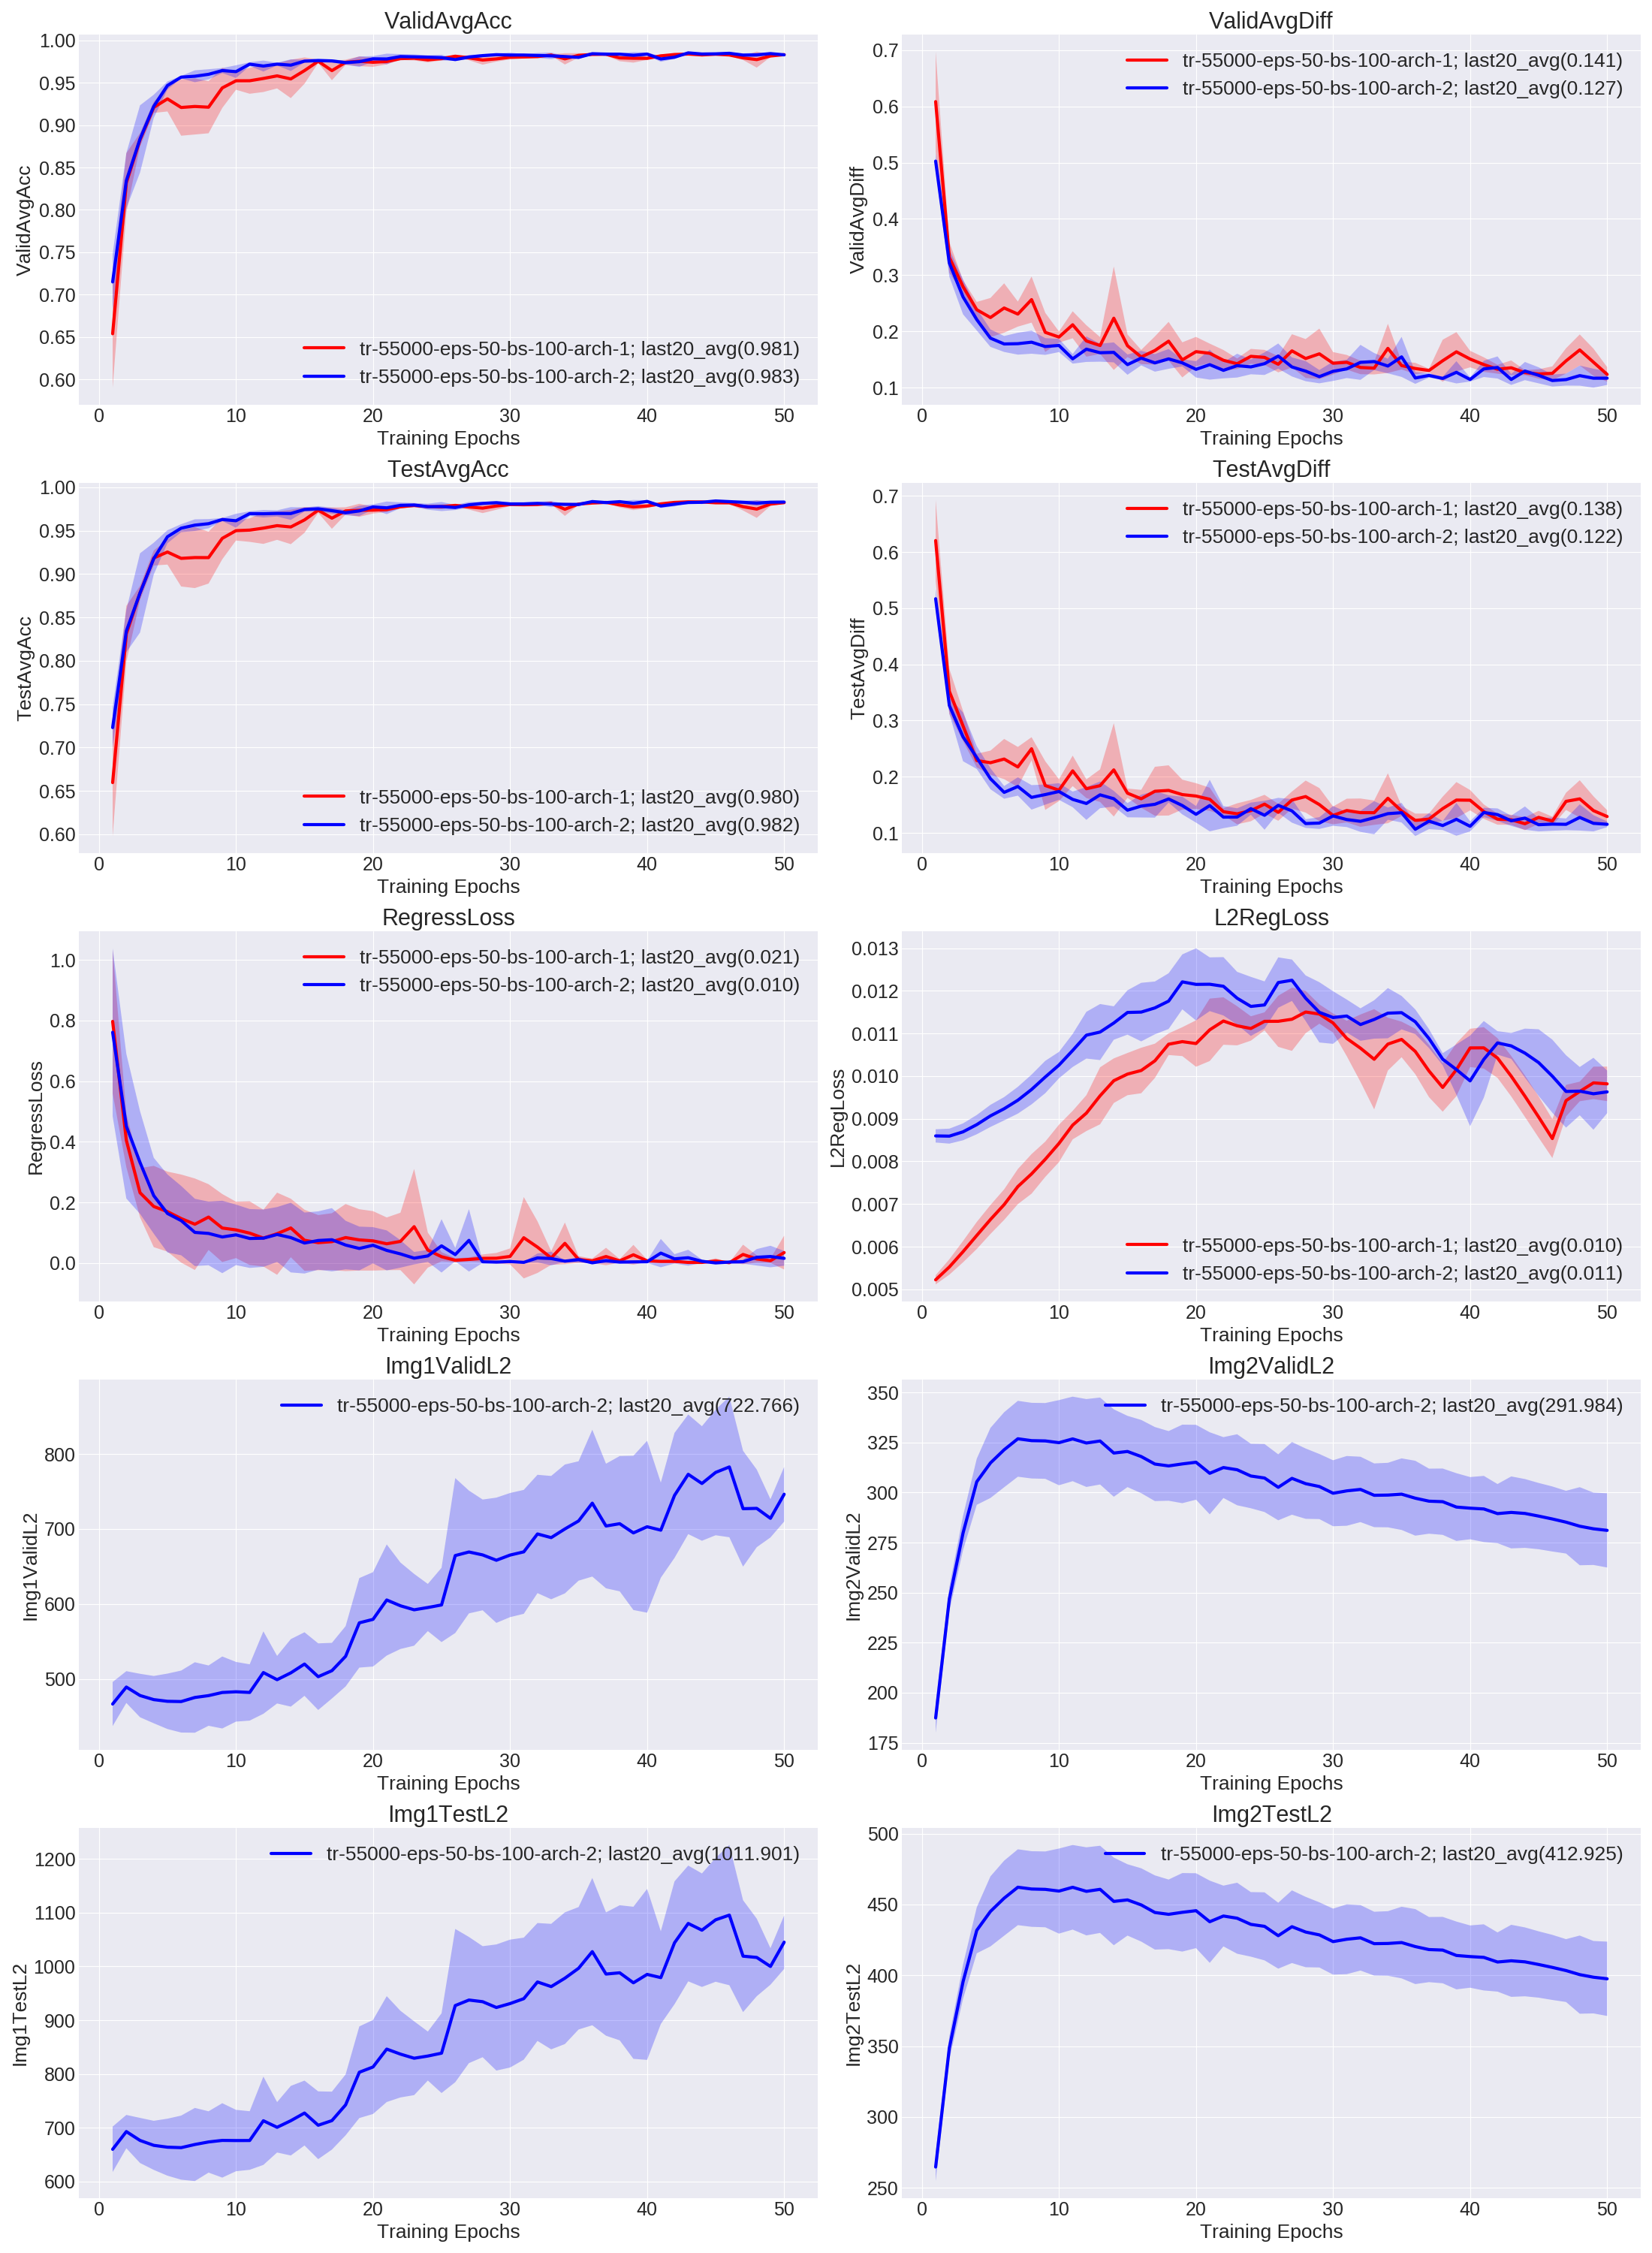 ValidAvgAcc
ValidAvgAcc
1.00
0.95
0.90
0.85
0.80
0.75
0.70
0.65
0.60
tr-55000-eps-50-bs-100-arch-1; last20_avg(0.981)
tr-55000-eps-50-bs-100-arch-2; last20_avg(0.983)
0 10 20 30 40 50
Training Epochs
ValidAvgDiff
ValidAvgDiff
0.7
0.6
0.5
0.4
0.3
0.2
0.1
tr-55000-eps-50-bs-100-arch-1; last20_avg(0.141)
tr-55000-eps-50-bs-100-arch-2; last20_avg(0.127)
0 10 20 30 40 50
Training Epochs
TestAvgAcc
TestAvgAcc
1.00
0.95
0.90
0.85
0.80
0.75
0.70
0.65
0.60
tr-55000-eps-50-bs-100-arch-1; last20_avg(0.980)
tr-55000-eps-50-bs-100-arch-2; last20_avg(0.982)
0 10 20 30 40 50
Training Epochs
TestAvgDiff
TestAvgDiff
0.7
0.6
0.5
0.4
0.3
0.2
0.1
tr-55000-eps-50-bs-100-arch-1; last20_avg(0.138)
tr-55000-eps-50-bs-100-arch-2; last20_avg(0.122)
0 10 20 30 40 50
Training Epochs
RegressLoss
RegressLoss
1.0
0.8
0.6
0.4
0.2
0.0
tr-55000-eps-50-bs-100-arch-1; last20_avg(0.021)
tr-55000-eps-50-bs-100-arch-2; last20_avg(0.010)
0 10 20 30 40 50
Training Epochs
L2RegLoss
L2RegLoss
0.013
0.012
0.011
0.010
0.009
0.008
0.007
0.006
0.005
tr-55000-eps-50-bs-100-arch-1; last20_avg(0.010)
tr-55000-eps-50-bs-100-arch-2; last20_avg(0.011)
0 10 20 30 40 50
Training Epochs
Img1ValidL2
Img1ValidL2
800
700
600
500
tr-55000-eps-50-bs-100-arch-2; last20_avg(722.766)
0 10 20 30 40 50
Training Epochs
Img2ValidL2
Img2ValidL2
350
325
300
275
250
225
200
175
tr-55000-eps-50-bs-100-arch-2; last20_avg(291.984)
0 10 20 30 40 50
Training Epochs
Img1TestL2
Img1TestL2
1200
1100
1000
900
800
700
600
tr-55000-eps-50-bs-100-arch-2; last20_avg(1011.901)
0 10 20 30 40 50
Training Epochs
Img2TestL2
Img2TestL2
500
450
400
350
300
250
tr-55000-eps-50-bs-100-arch-2; last20_avg(412.925)
0 10 20 30 40 50
Training Epochs